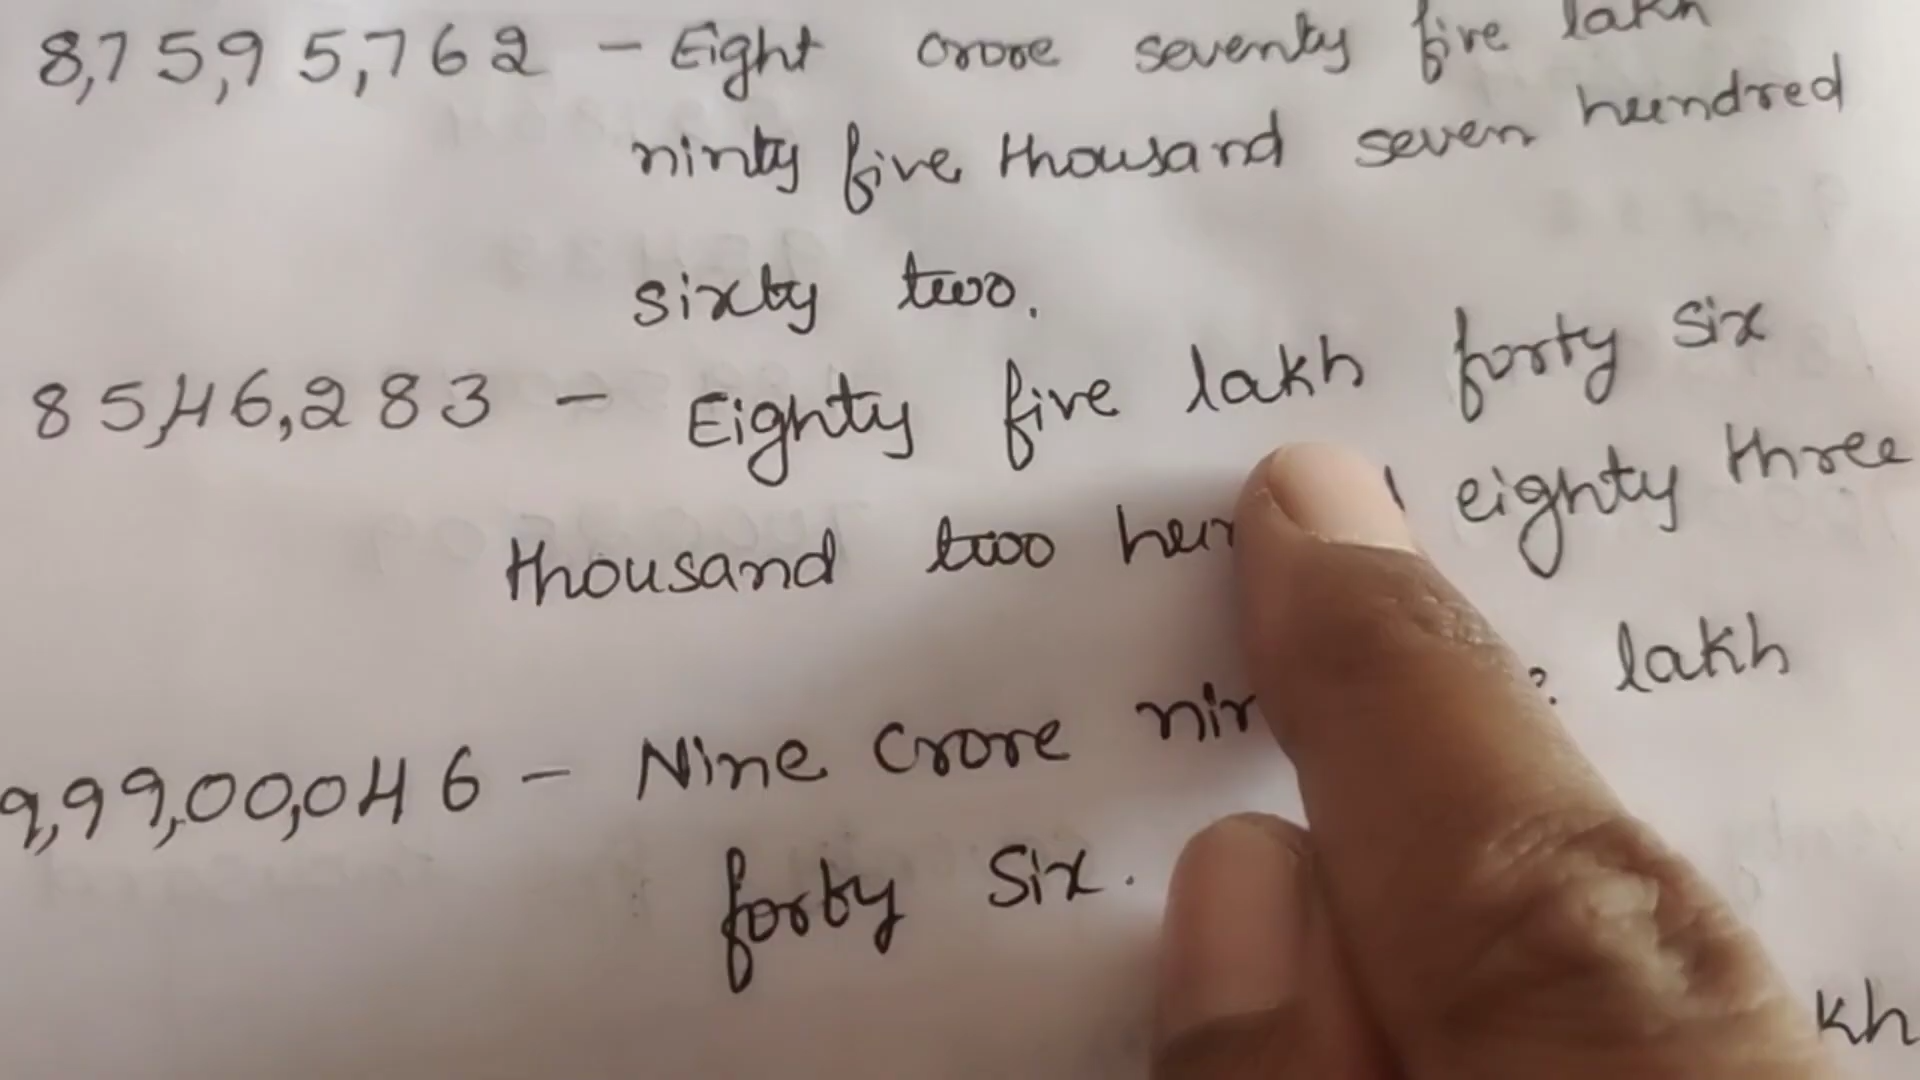 8,75,95,762 - Eight crore seventy five lakh
ninty five thousand seven hundred
sixty two.
85,46,283 - Eighty five lakh forty six
thousand two eighty three
9,99,00,046 - Nine Crore lakh
forty Six.